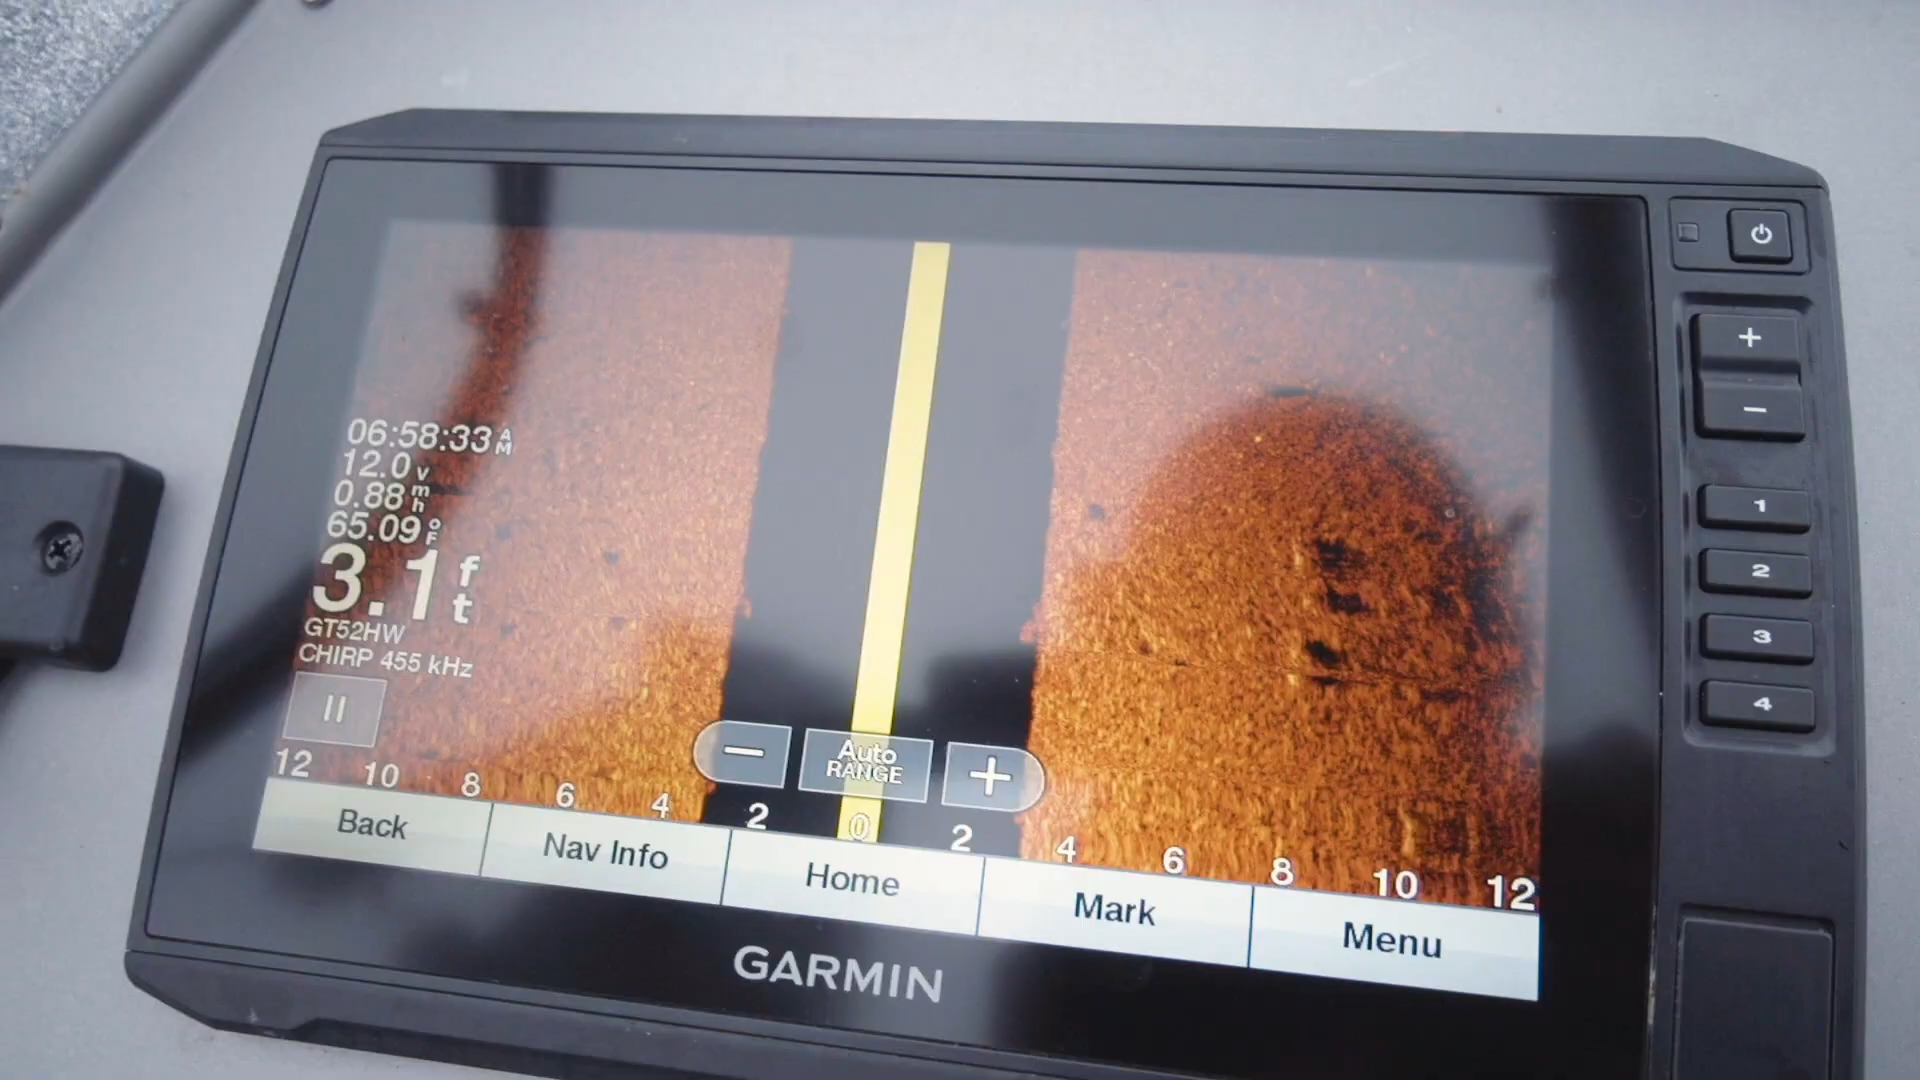 06:58:33 AM
12.0 v
0.88 mh
65.09 °F
3.1 ft
GT52HW
CHIRP 455 kHz
− Auto RANGE +
12 10 8 6 4 2 0 2 4 6 8 10 12
Back Nav Info Home Mark Menu
GARMIN
+
−
1
2
3
4